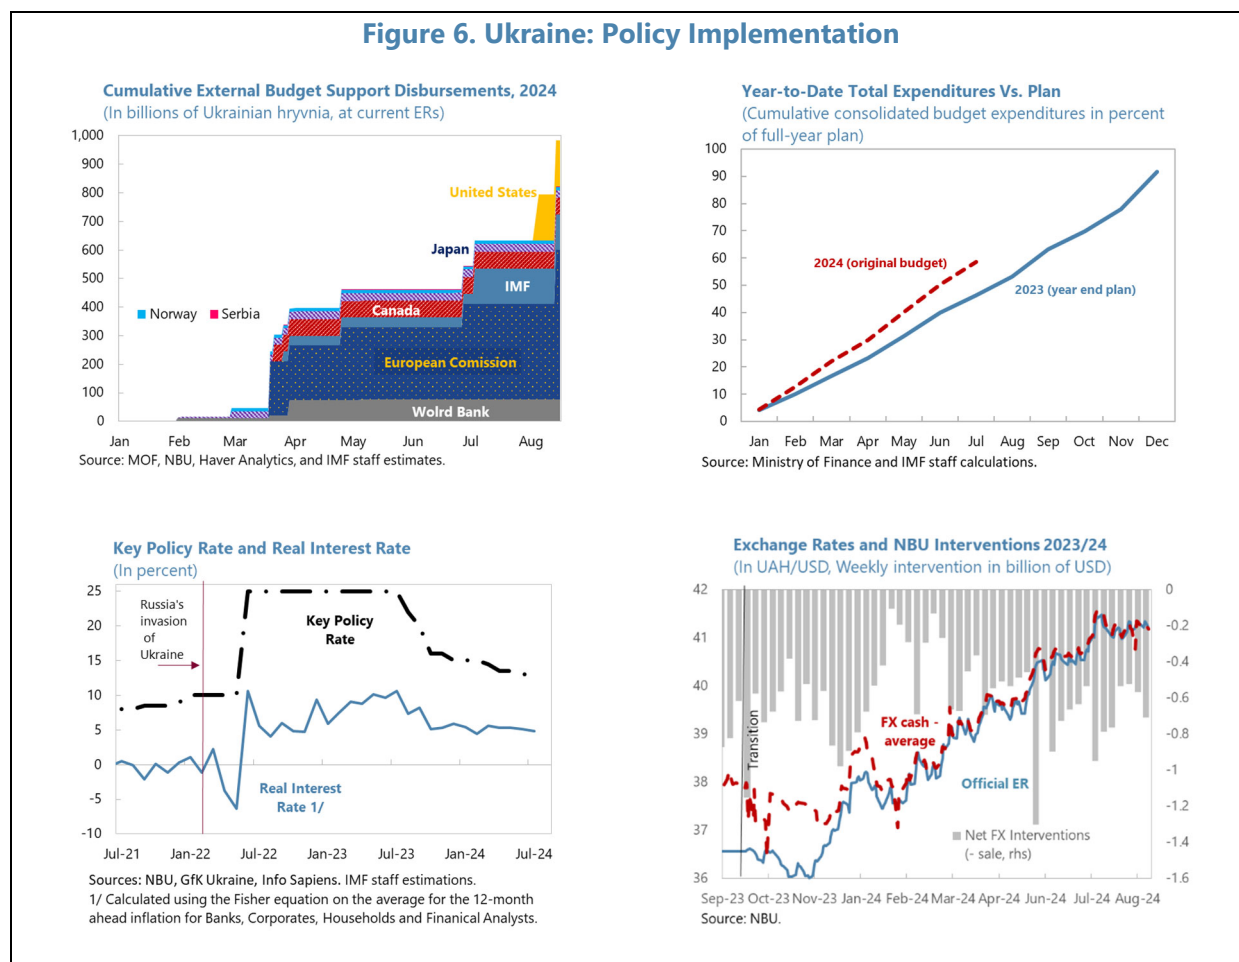 Figure 6. Ukraine: Policy Implementation
Cumulative External Budget Support Disbursements, 2024
(In billions of Ukrainian hryvnia, at current ERs)
1,000
900
800
700
600
500
400
300
200
100
0
United States
Japan
IMF
Norway
Serbia
Canada
European Comission
Wolrd Bank
Jan Feb Mar Apr May Jun Jul Aug
Source: MOF, NBU, Haver Analytics, and IMF staff estimates.
Year-to-Date Total Expenditures Vs. Plan
(Cumulative consolidated budget expenditures in percent
of full-year plan)
100
90
80
70
60
50
40
30
20
10
0
2024 (original budget)
2023 (year end plan)
Jan Feb Mar Apr May Jun Jul Aug Sep Oct Nov Dec
Source: Ministry of Finance and IMF staff calculations.
Key Policy Rate and Real Interest Rate
(In percent)
25
20
15
10
5
0
-5
-10
Russia's
invasion
of
Ukraine
Key Policy
Rate
Real Interest
Rate 1/
Jul-21 Jan-22 Jul-22 Jan-23 Jul-23 Jan-24 Jul-24
Sources: NBU, GfK Ukraine, Info Sapiens. IMF staff estimations.
1/ Calculated using the Fisher equation on the average for the 12-month
ahead inflation for Banks, Corporates, Households and Finanical Analysts.
Exchange Rates and NBU Interventions 2023/24
(In UAH/USD, Weekly intervention in billion of USD)
42
41
40
39
38
37
36
0
-0.2
-0.4
-0.6
-0.8
-1
-1.2
-1.4
-1.6
Transition
FX cash -
average
Official ER
Net FX Interventions
(- sale, rhs)
Sep-23 Oct-23 Nov-23 Jan-24 Feb-24 Mar-24 Apr-24 Jun-24 Jul-24 Aug-24
Source: NBU.